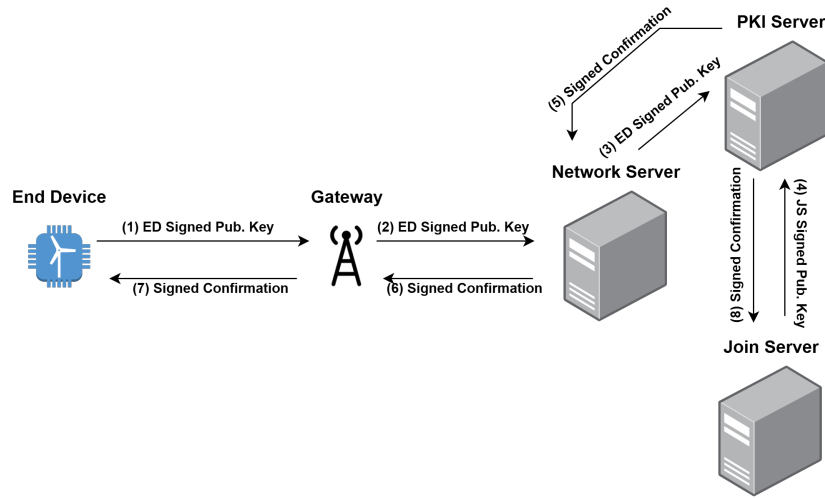 PKI Server
(5) Signed Confirmation
(3) ED Signed Pub. Key
Network Server
End Device
Gateway
(1) ED Signed Pub. Key
(2) ED Signed Pub. Key
(7) Signed Confirmation
(6) Signed Confirmation
(8) Signed Confirmation
(4) JS Signed Pub. Key
Join Server